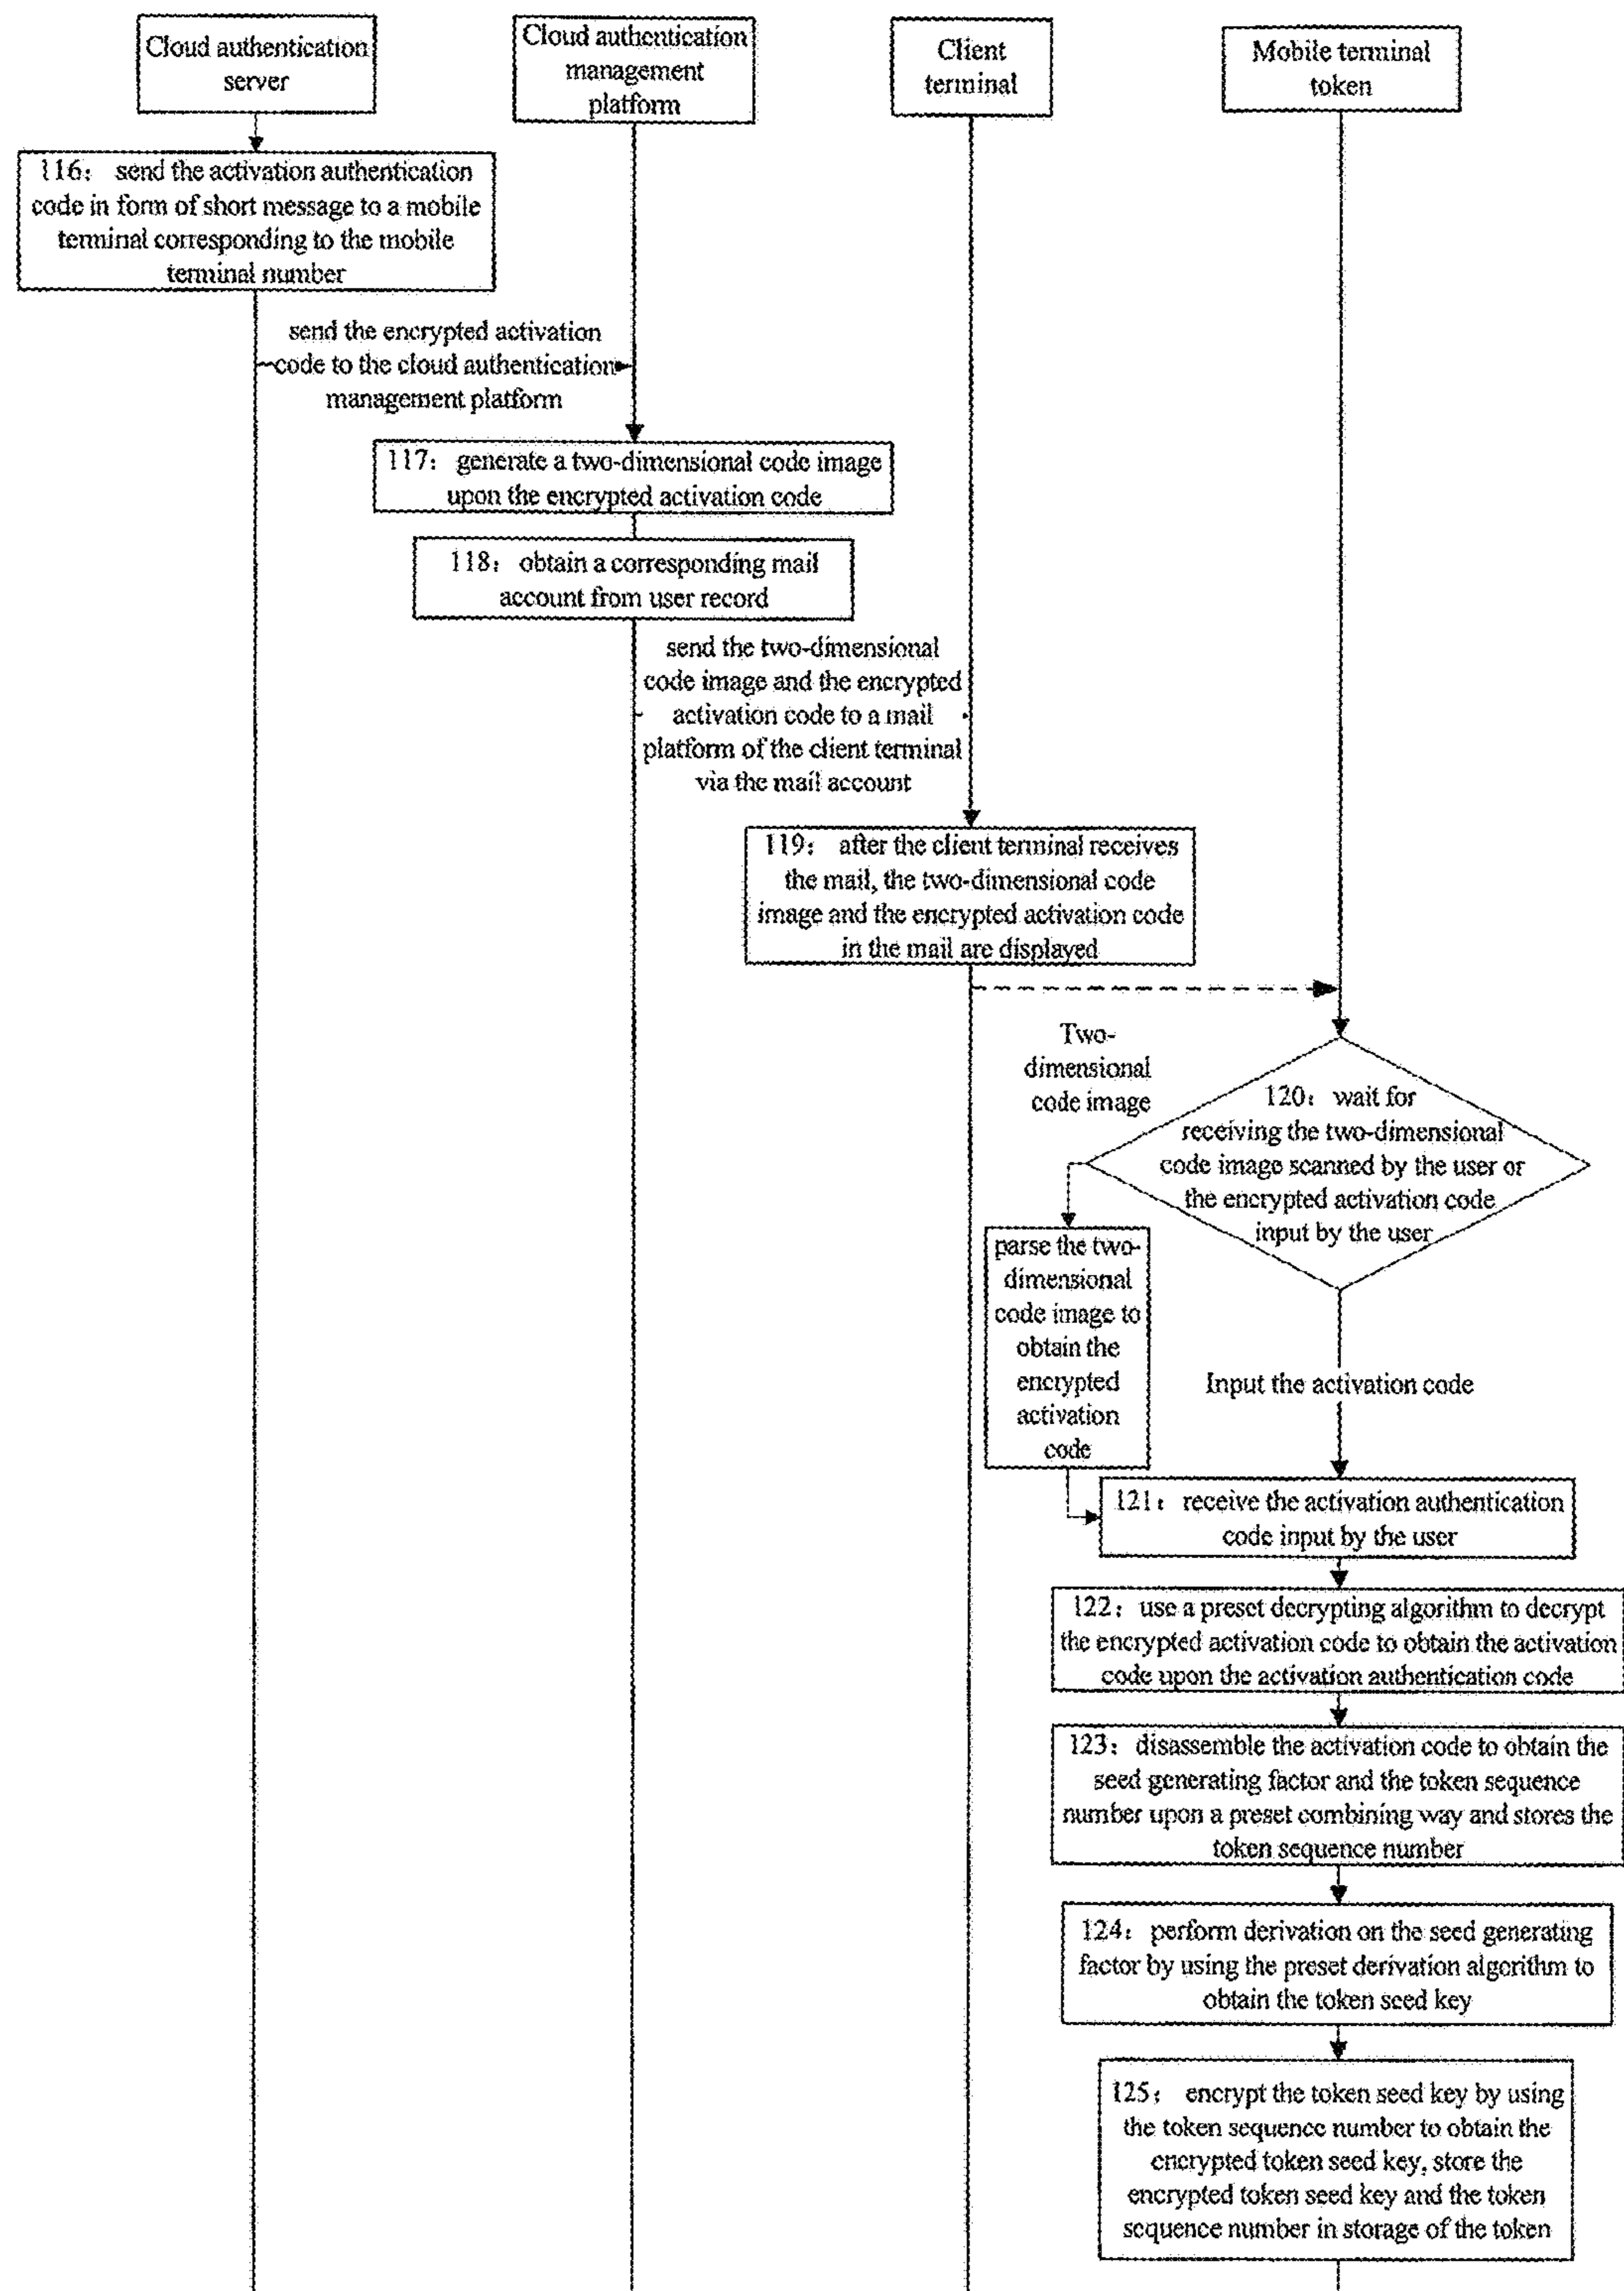 Cloud authentication
server
Cloud authentication
management
platform
Client
terminal
Mobile terminal
token
116: send the activation authentication
code in form of short message to a mobile
terminal corresponding to the mobile
terminal number
send the encrypted activation
code to the cloud authentication
management platform
117: generate a two-dimensional code image
upon the encrypted activation code
118: obtain a corresponding mail
account from user record
send the two-dimensional
code image and the encrypted
activation code to a mail
platform of the client terminal
via the mail account
119: after the client terminal receives
the mail, the two-dimensional code
image and the encrypted activation code
in the mail are displayed
Two-
dimensional
code image
120: wait for
receiving the two-dimensional
code image scanned by the user or
the encrypted activation code
input by the user
parse the two-
dimensional
code image to
obtain the
encrypted
activation
code
Input the activation code
121: receive the activation authentication
code input by the user
122: use a preset decrypting algorithm to decrypt
the encrypted activation code to obtain the activation
code upon the activation authentication code
123: disassemble the activation code to obtain the
seed generating factor and the token sequence
number upon a preset combining way and stores the
token sequence number
124: perform derivation on the seed generating
factor by using the preset derivation algorithm to
obtain the token seed key
125: encrypt the token seed key by using
the token sequence number to obtain the
encrypted token seed key, store the
encrypted token seed key and the token
sequence number in storage of the token